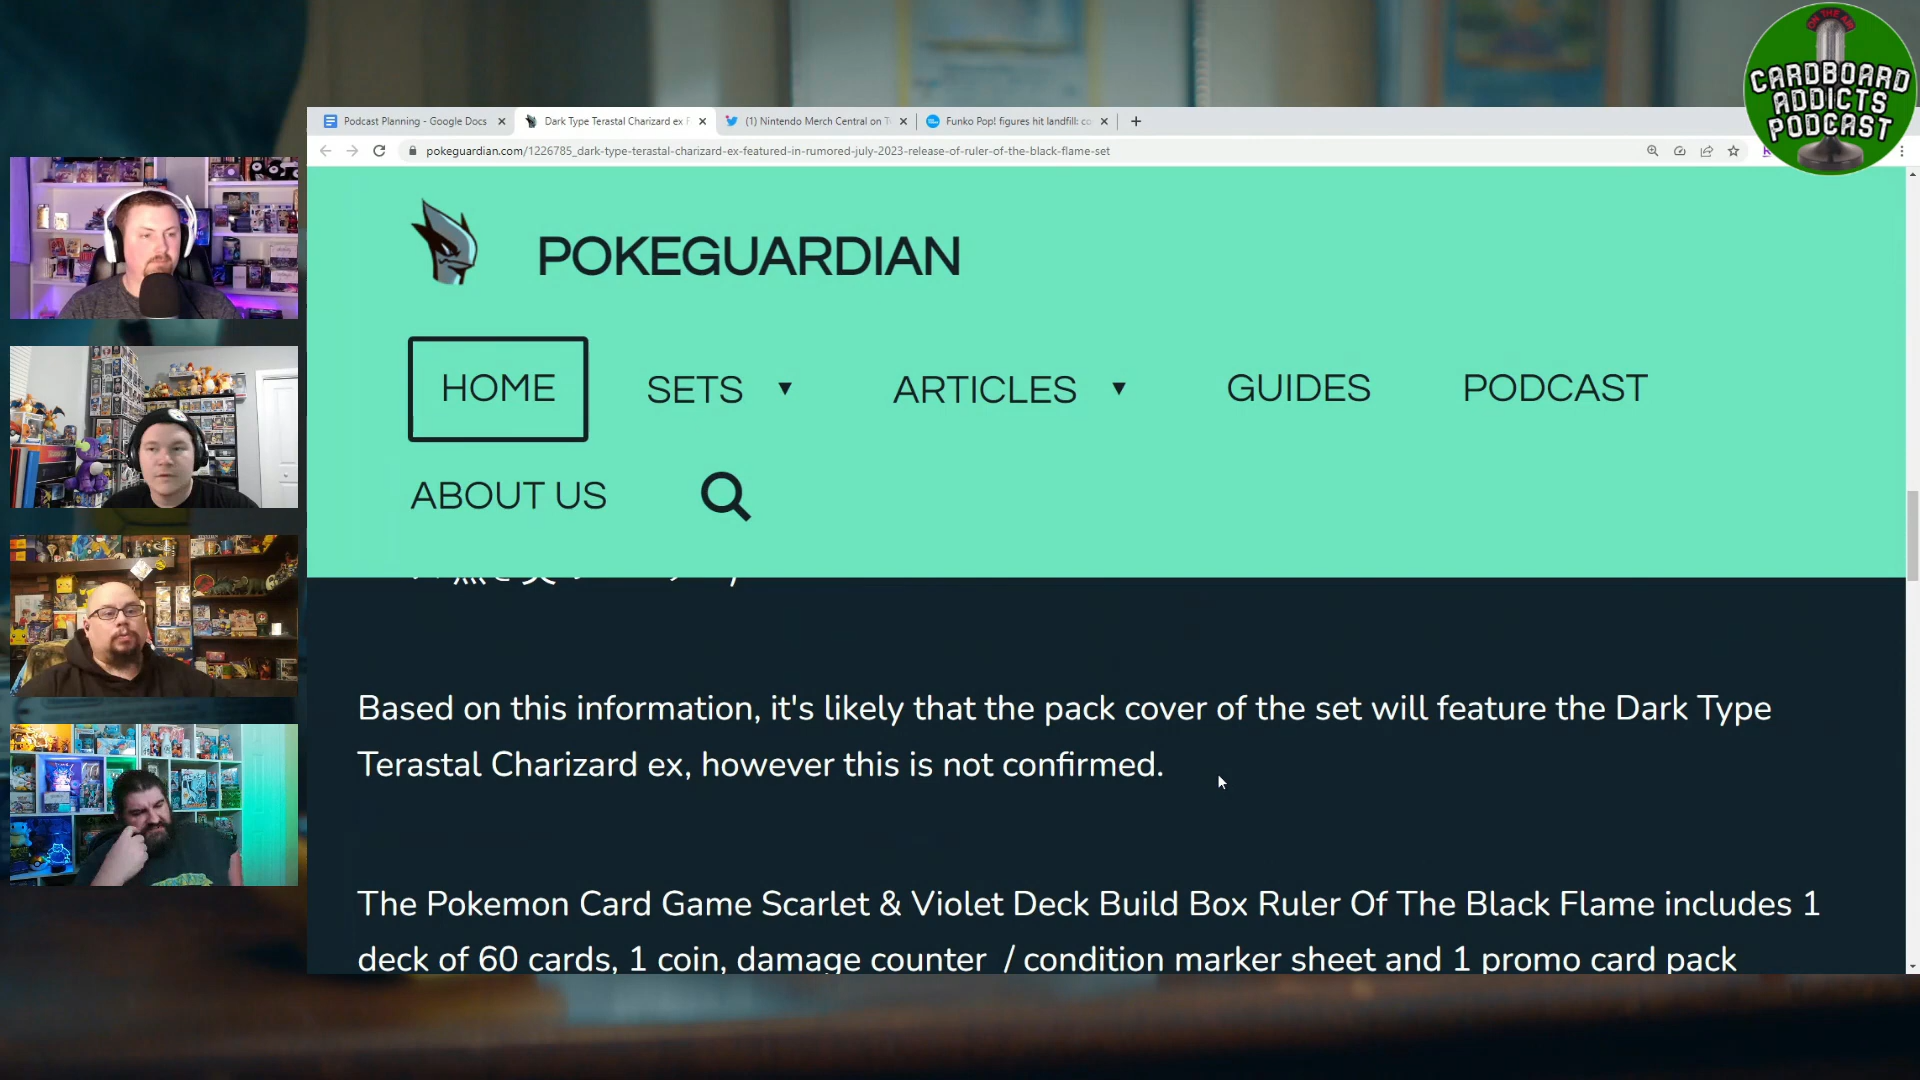 ON THE AIR
CARDBOARD
ADDICTS
PODCAST
Podcast Planning - Google Docs
Dark Type Terastal Charizard ex F
(1) Nintendo Merch Central on T
Funko Pop! figures hit landfill: co
pokeguardian.com/1226785_dark-type-terastal-charizard-ex-featured-in-rumored-july-2023-release-of-ruler-of-the-black-flame-set
POKEGUARDIAN
HOME SETS ARTICLES GUIDES PODCAST
ABOUT US
Based on this information, it's likely that the pack cover of the set will feature the Dark Type
Terastal Charizard ex, however this is not confirmed.
The Pokemon Card Game Scarlet & Violet Deck Build Box Ruler Of The Black Flame includes 1
deck of 60 cards, 1 coin, damage counter / condition marker sheet and 1 promo card pack